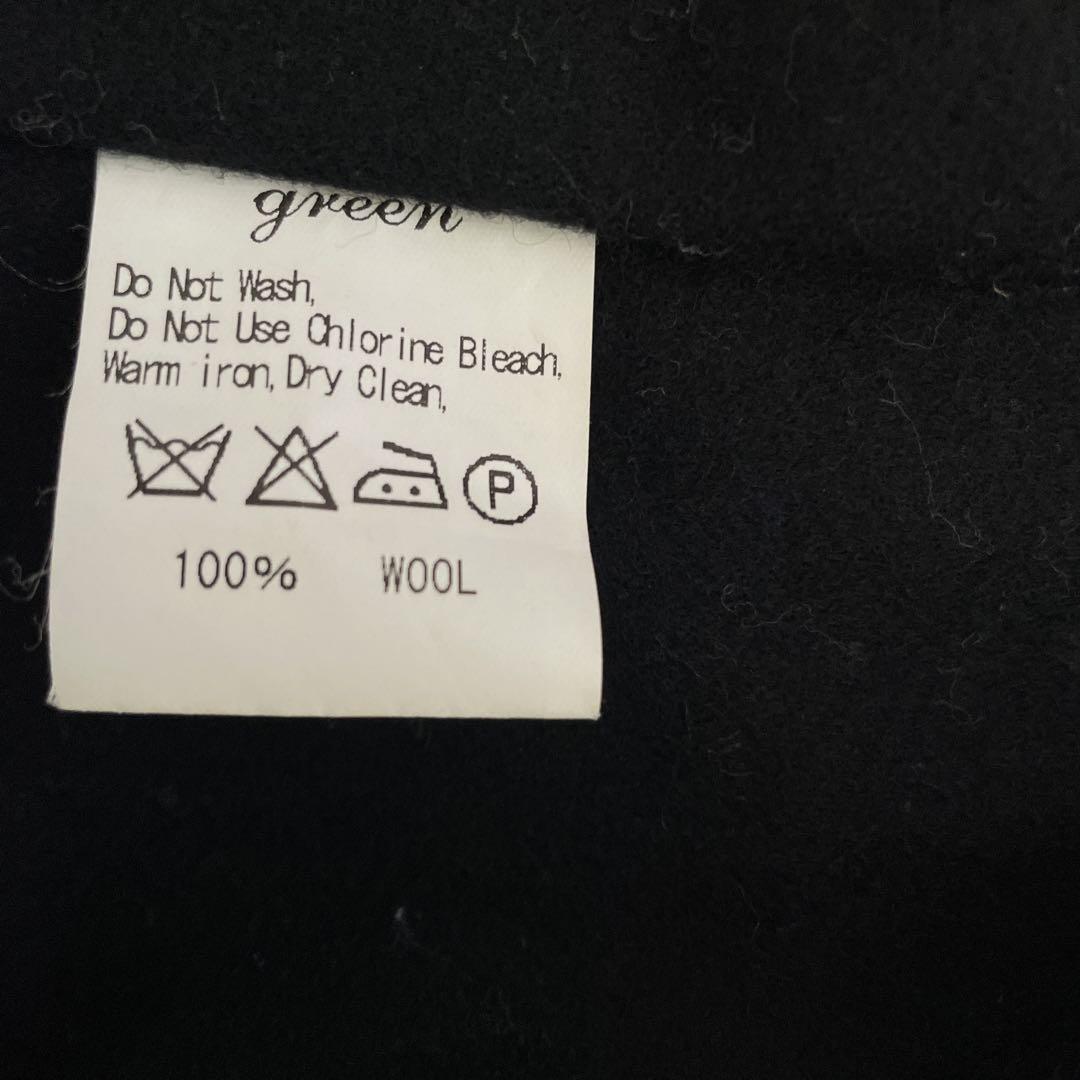 green
Do Not Wash,
Do Not Use Chlorine Bleach,
Warm iron, Dry Clean,
P
100% WOOL